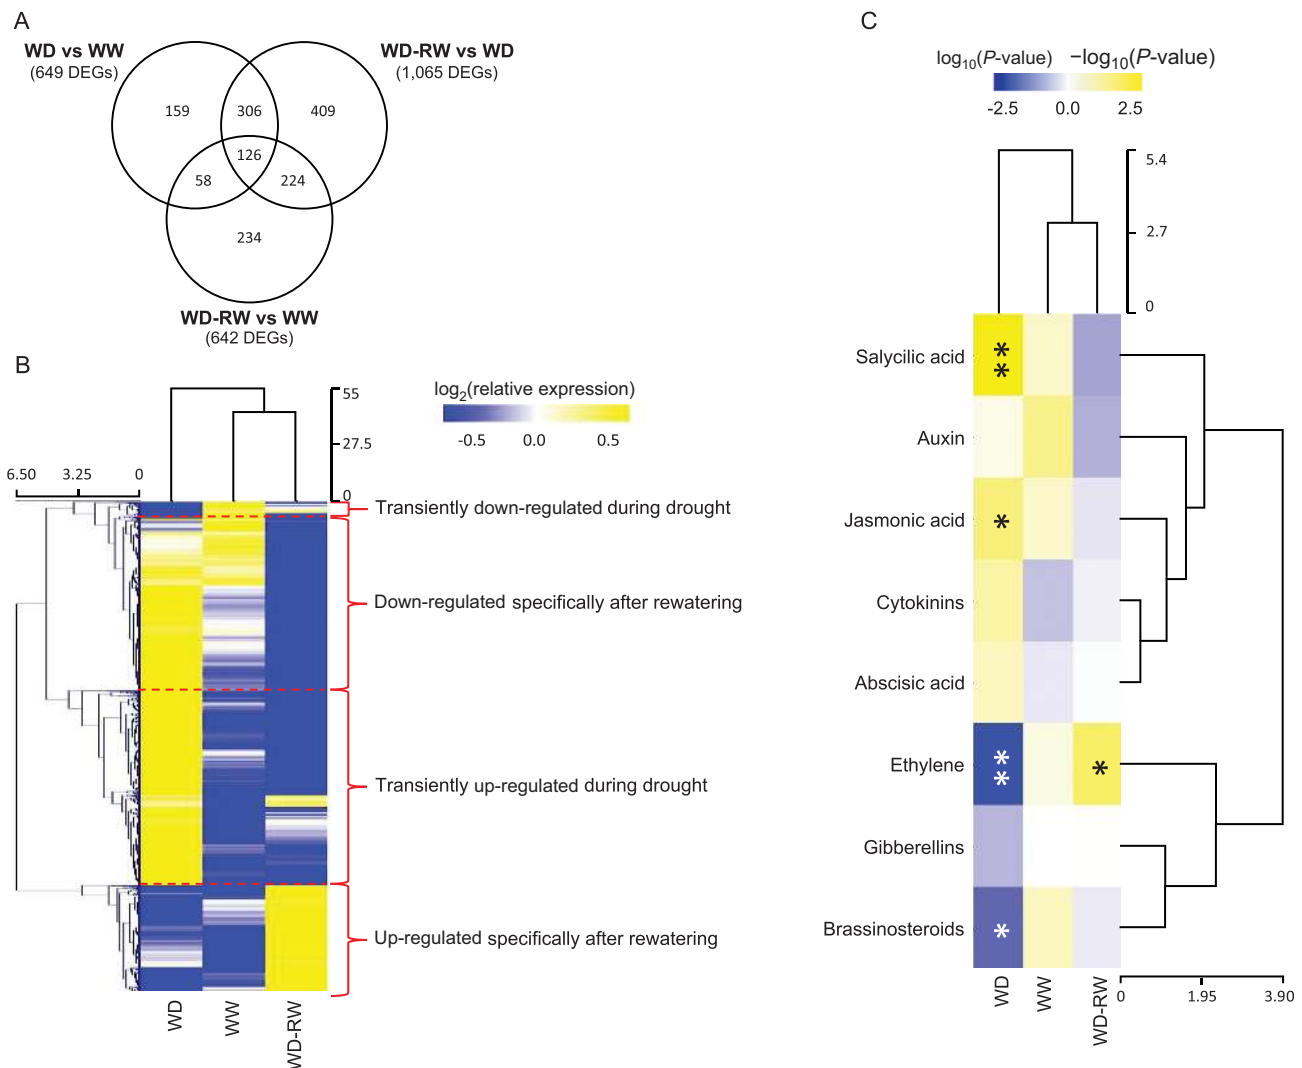 A
WD vs WW
(649 DEGs)
WD-RW vs WD
(1,065 DEGs)
159
306
409
126
58
224
234
WD-RW vs WW
(642 DEGs)
B
log2(relative expression)
-0.5
0.0
0.5
55
27.5
0
6.50
3.25
0
Transiently down-regulated during drought
Down-regulated specifically after rewatering
Transiently up-regulated during drought
Up-regulated specifically after rewatering
WD
WW
WD-RW
C
log10(P-value)
−log10(P-value)
-2.5
0.0
2.5
5.4
2.7
0
Salycilic acid
**
Auxin
Jasmonic acid
*
Cytokinins
Abscisic acid
Ethylene
**
*
Gibberellins
Brassinosteroids
*
WD
WW
WD-RW
0
1.95
3.90